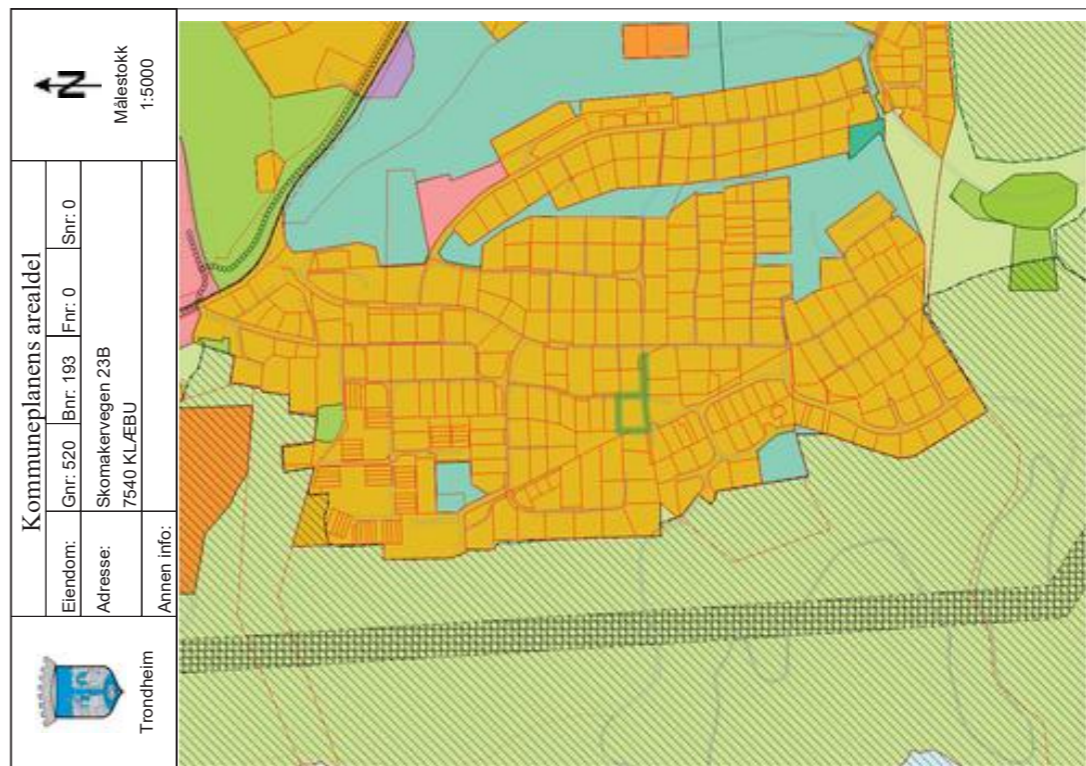 Trondheim
Kommuneplanens arealdel
Eiendom: Gnr: 520 Bnr: 193 Fnr: 0 Snr: 0
Adresse: Skomakervegen 23B
7540 KLÆBU
Annen info:
N
Målestokk
1:5000